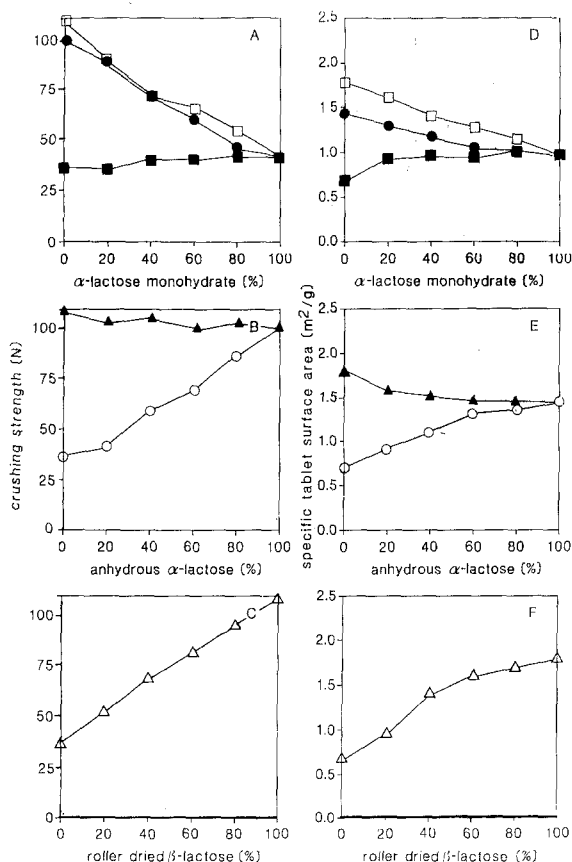 A
D
100
75
50
25
0
2.5
2.0
1.5
1.0
0.5
0.0
0 20 40 60 80 100
0 20 40 60 80 100
α-lactose monohydrate (%)
α-lactose monohydrate (%)
B
E
crushing strength (N)
100
75
50
25
0
specific tablet surface area (m²/g)
2.5
2.0
1.5
1.0
0.5
0.0
0 20 40 60 80 100
0 20 40 60 80 100
anhydrous α-lactose (%)
anhydrous α-lactose (%)
C
F
100
75
50
25
0
2.5
2.0
1.5
1.0
0.5
0.0
0 20 40 60 80 100
0 20 40 60 80 100
roller dried β-lactose (%)
roller dried β-lactose (%)